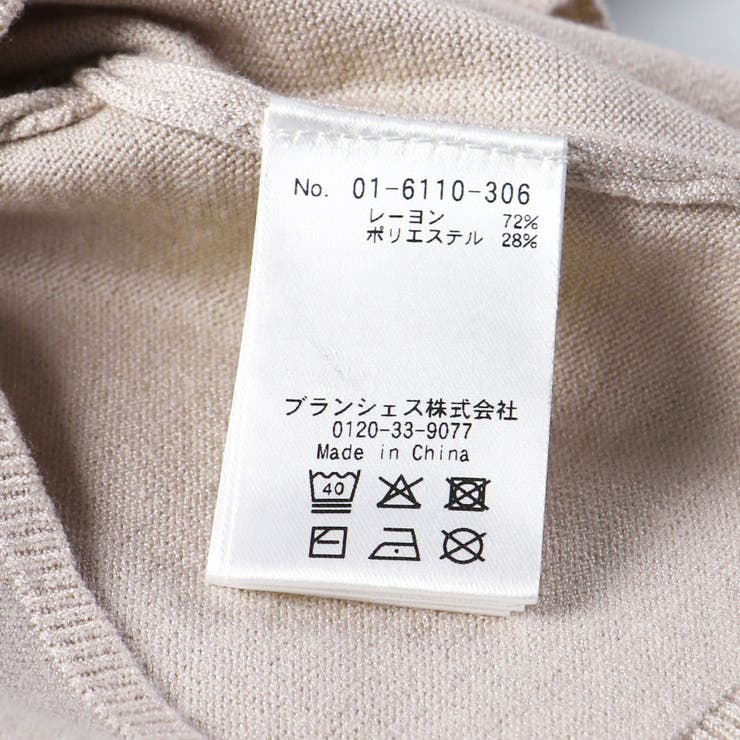 No. 01-6110-306
レーヨン 72%
ポリエステル 28%
ブランシェス株式会社
0120-33-9077
Made in China
40